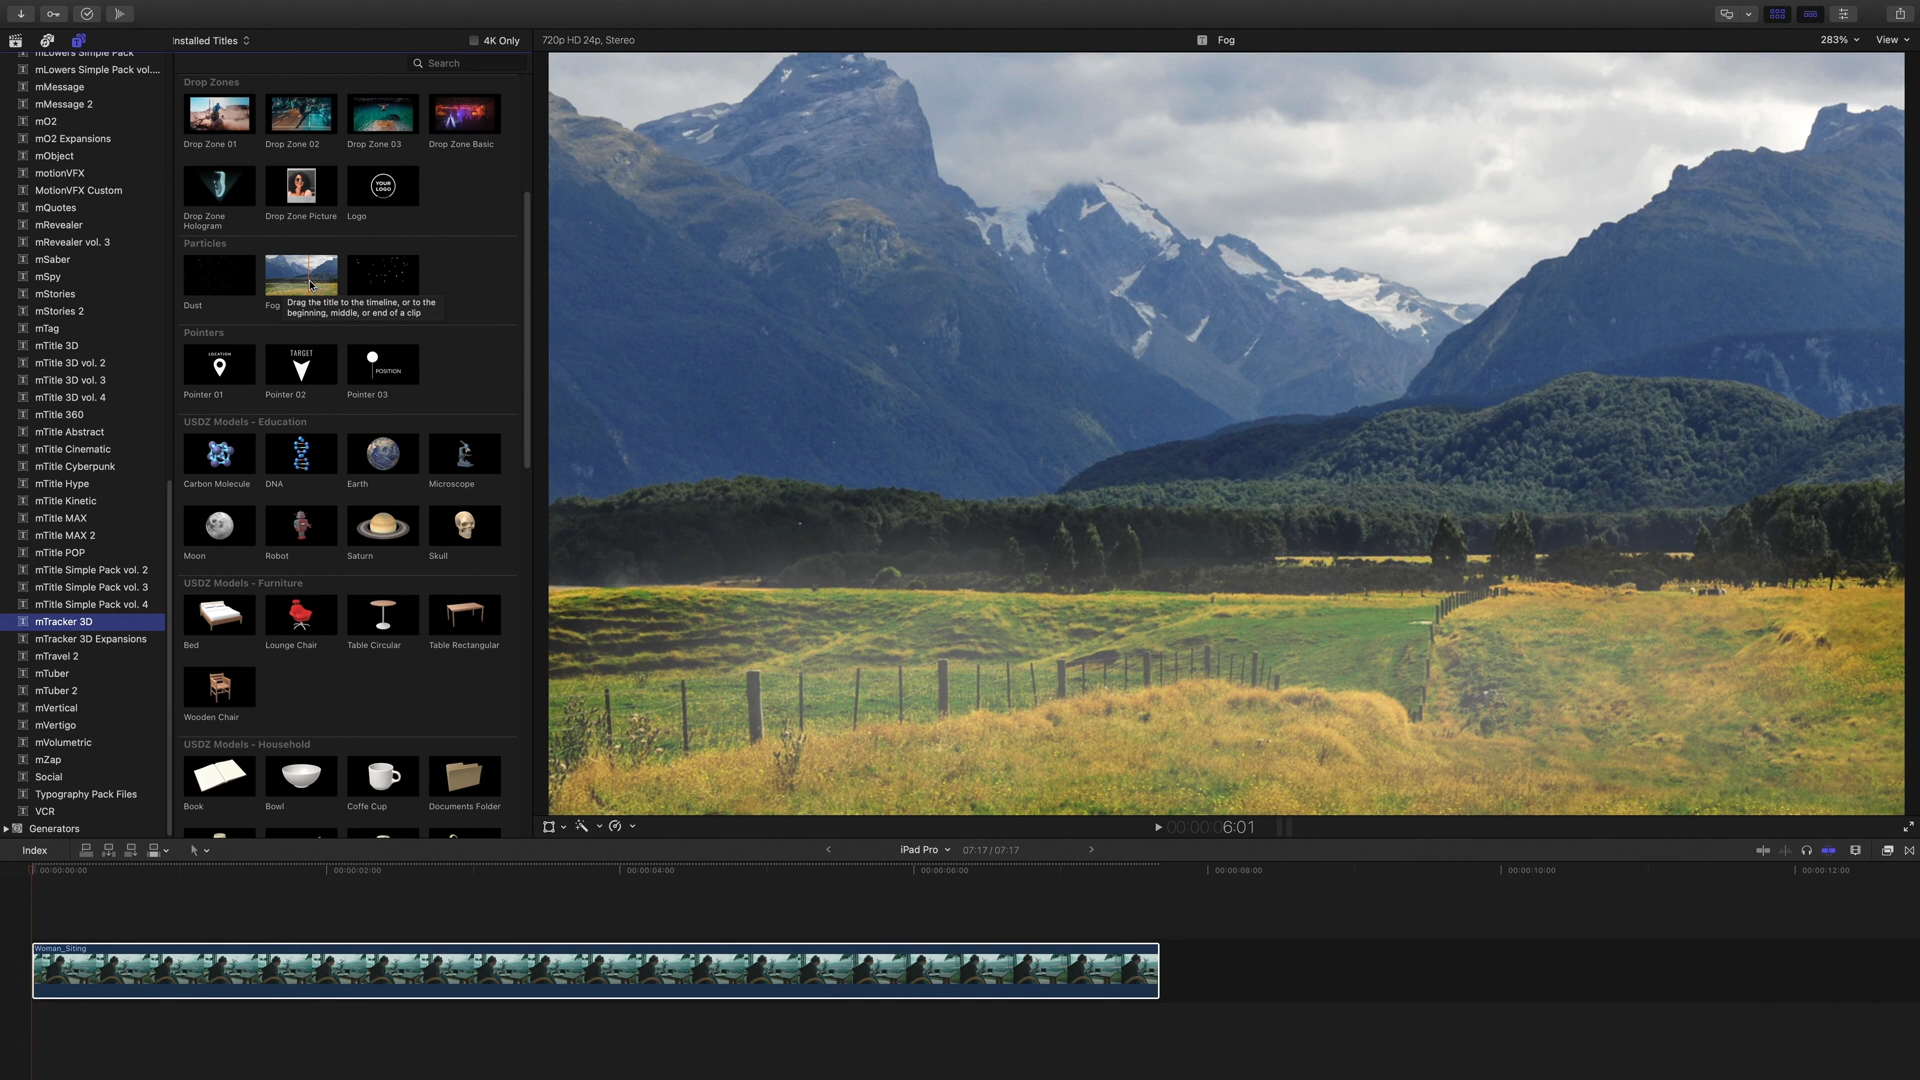 Installed Titles
4K Only
720p HD 24p, Stereo
Fog
283%
View
Search
mLowers Simple Pack
mLowers Simple Pack vol....
mMessage
mMessage 2
mO2
mO2 Expansions
mObject
motionVFX
MotionVFX Custom
mQuotes
mRevealer
mRevealer vol. 3
mSaber
mSpy
mStories
mStories 2
mTag
mTitle 3D
mTitle 3D vol. 2
mTitle 3D vol. 3
mTitle 3D vol. 4
mTitle 360
mTitle Abstract
mTitle Cinematic
mTitle Cyberpunk
mTitle Hype
mTitle Kinetic
mTitle MAX
mTitle MAX 2
mTitle POP
mTitle Simple Pack vol. 2
mTitle Simple Pack vol. 3
mTitle Simple Pack vol. 4
mTracker 3D
mTracker 3D Expansions
mTravel 2
mTuber
mTuber 2
mVertical
mVertigo
mVolumetric
mZap
Social
Typography Pack Files
VCR
Generators
Drop Zones
Drop Zone 01
Drop Zone 02
Drop Zone 03
Drop Zone Basic
YOUR
LOGO
Drop Zone
Hologram
Drop Zone Picture
Logo
Particles
Dust
Fog
Drag the title to the timeline, or to the
beginning, middle, or end of a clip
Pointers
LOCATION
TARGET
POSITION
Pointer 01
Pointer 02
Pointer 03
USDZ Models - Education
Carbon Molecule
DNA
Earth
Microscope
Moon
Robot
Saturn
Skull
USDZ Models - Furniture
Bed
Lounge Chair
Table Circular
Table Rectangular
Wooden Chair
USDZ Models - Household
Book
Bowl
Coffe Cup
Documents Folder
00:00:06:01
Index
iPad Pro
07:17 / 07:17
00:00:00:00
00:00:02:00
00:00:04:00
00:00:06:00
00:00:08:00
00:00:10:00
00:00:12:00
Woman_Siting